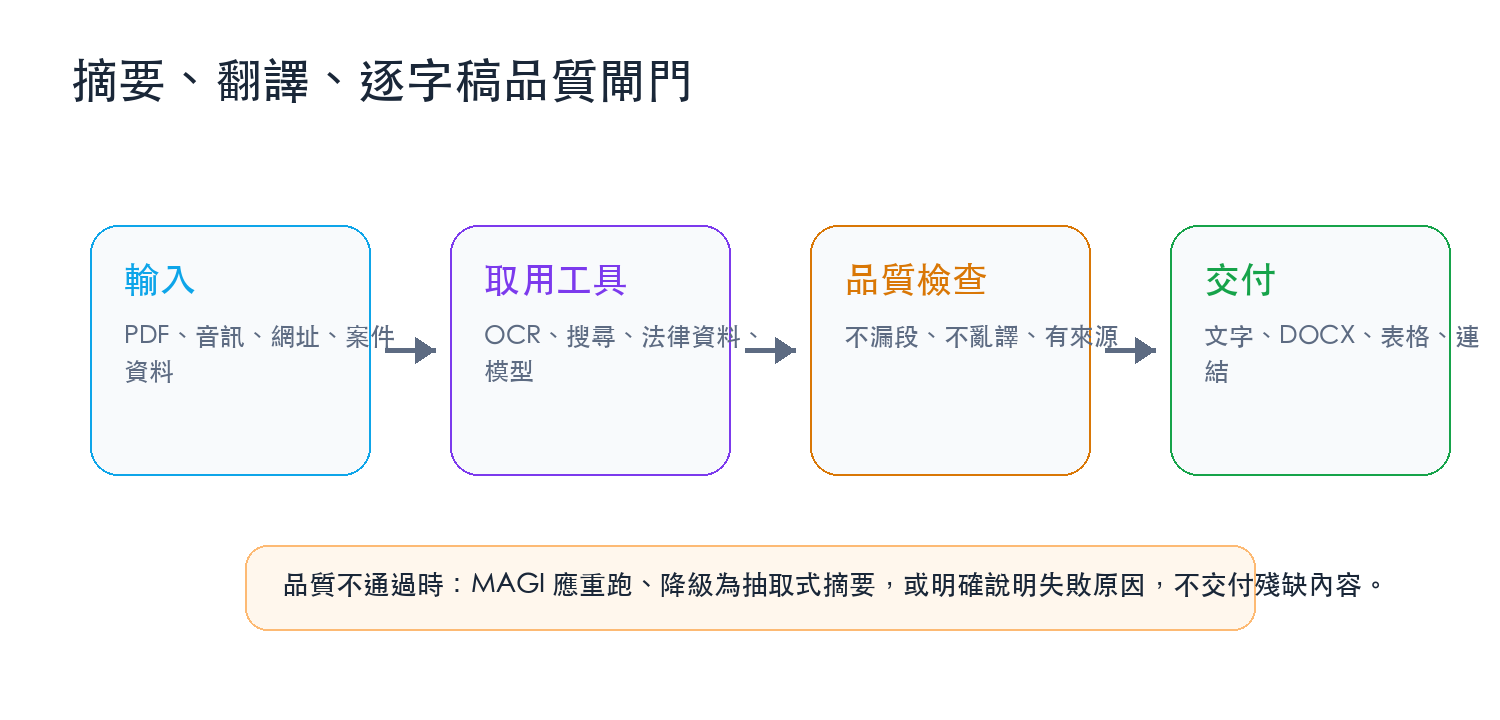 摘要、翻譯、逐字稿品質閘門
輸入
PDF、音訊、網址、案件
資料
取用工具
OCR、搜尋、法律資料、
模型
品質檢查
不漏段、不亂譯、有來源
交付
文字、DOCX、表格、連
結
品質不通過時：MAGI 應重跑、降級為抽取式摘要，或明確說明失敗原因，不交付殘缺內容。